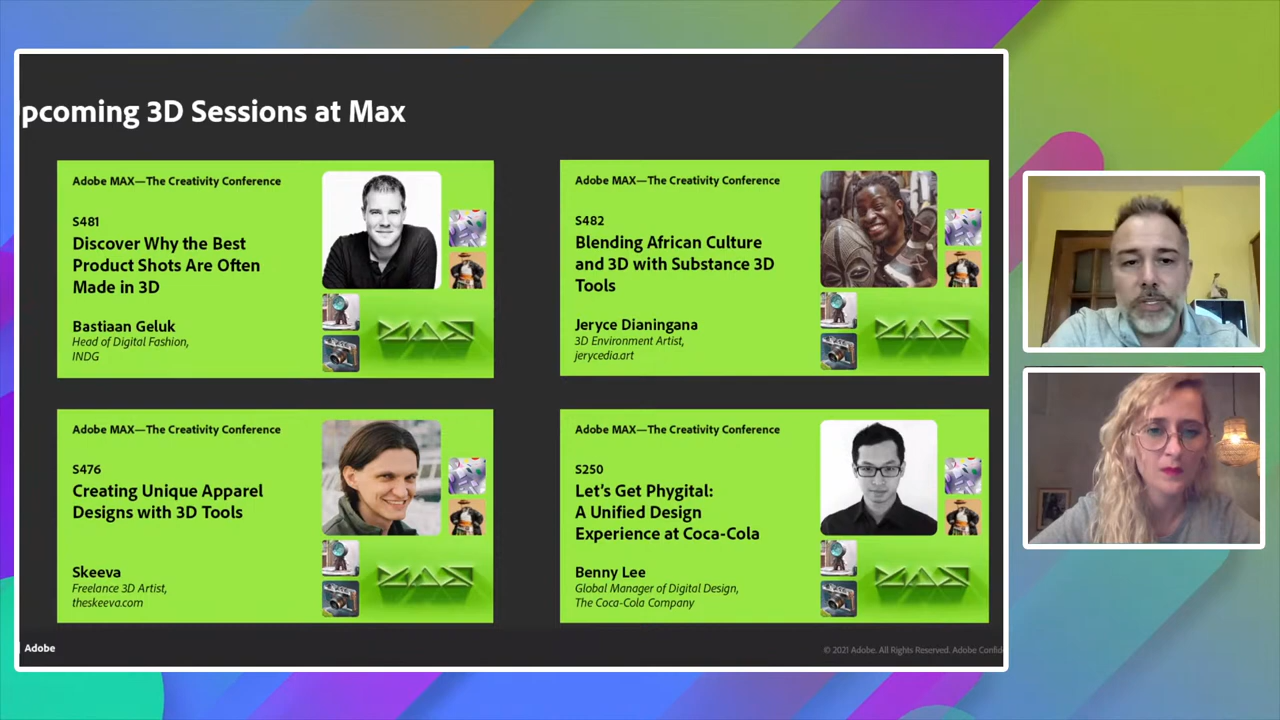 pcoming 3D Sessions at Max
Adobe MAX—The Creativity Conference
S481
Discover Why the Best
Product Shots Are Often
Made in 3D
Bastiaan Geluk
Head of Digital Fashion,
INDG
MAX
Adobe MAX—The Creativity Conference
S482
Blending African Culture
and 3D with Substance 3D
Tools
Jeryce Dianingana
3D Environment Artist,
jerycedia.art
MAX
Adobe MAX—The Creativity Conference
S476
Creating Unique Apparel
Designs with 3D Tools
Skeeva
Freelance 3D Artist,
theskeeva.com
MAX
Adobe MAX—The Creativity Conference
S250
Let's Get Phygital:
A Unified Design
Experience at Coca-Cola
Benny Lee
Global Manager of Digital Design,
The Coca-Cola Company
MAX
Adobe
© 2021 Adobe. All Rights Reserved. Adobe Confide